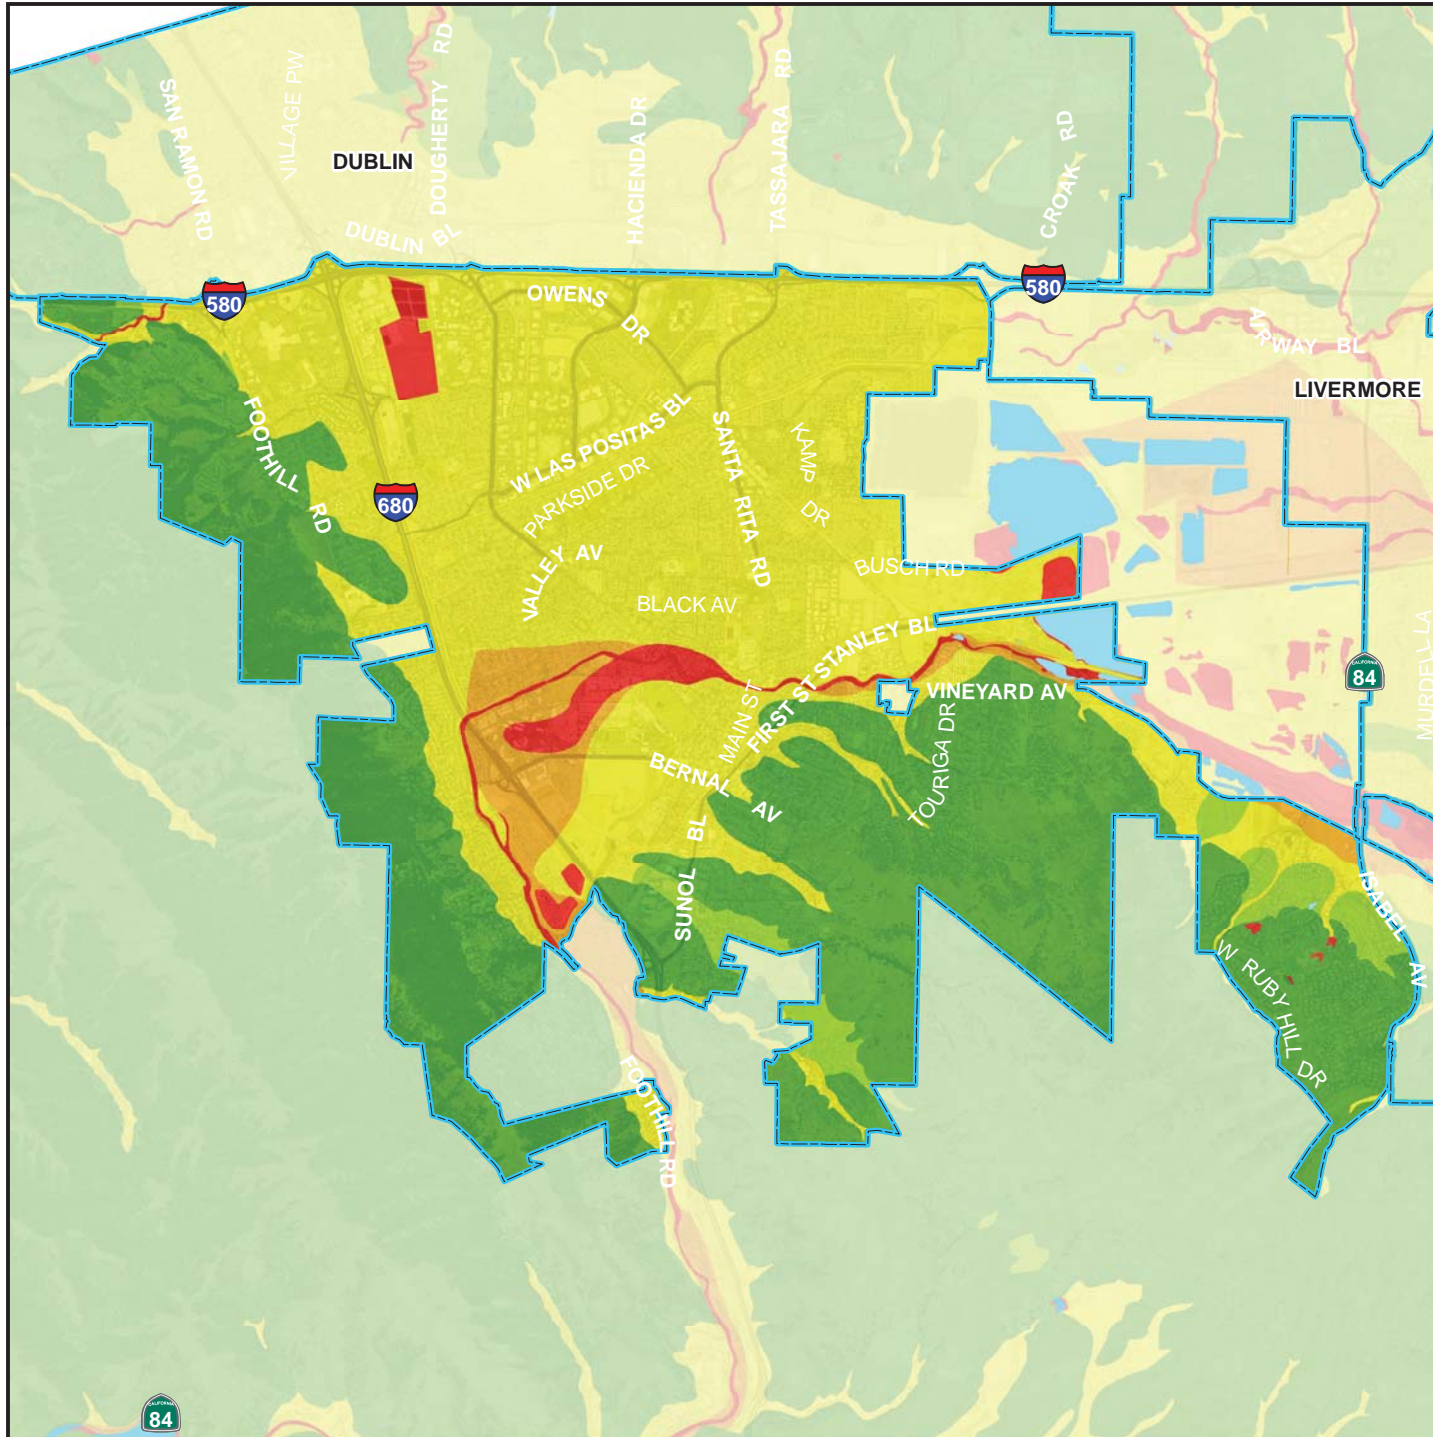 SAN RAMON RD
VILLAGE PW
DOUGHERTY RD
HACIENDA DR
TASSAJARA RD
CROAK RD
DUBLIN
DUBLIN BL
580
580
OWENS DR
AIRWAY BL
LIVERMORE
FOOTHILL RD
W LAS POSITAS BL
SANTA RITA RD
KAMP DR
PARKSIDE DR
680
VALLEY AV
BUSCH RD
BLACK AV
STANLEY BL
FIRST ST
MAIN ST
VINEYARD AV
CALIFORNIA
84
MURDELL LA
TOURIGA DR
BERNAL AV
SUNOL BL
ISABEL AV
W RUBY HILL DR
FOOTHILL RD
CALIFORNIA
84